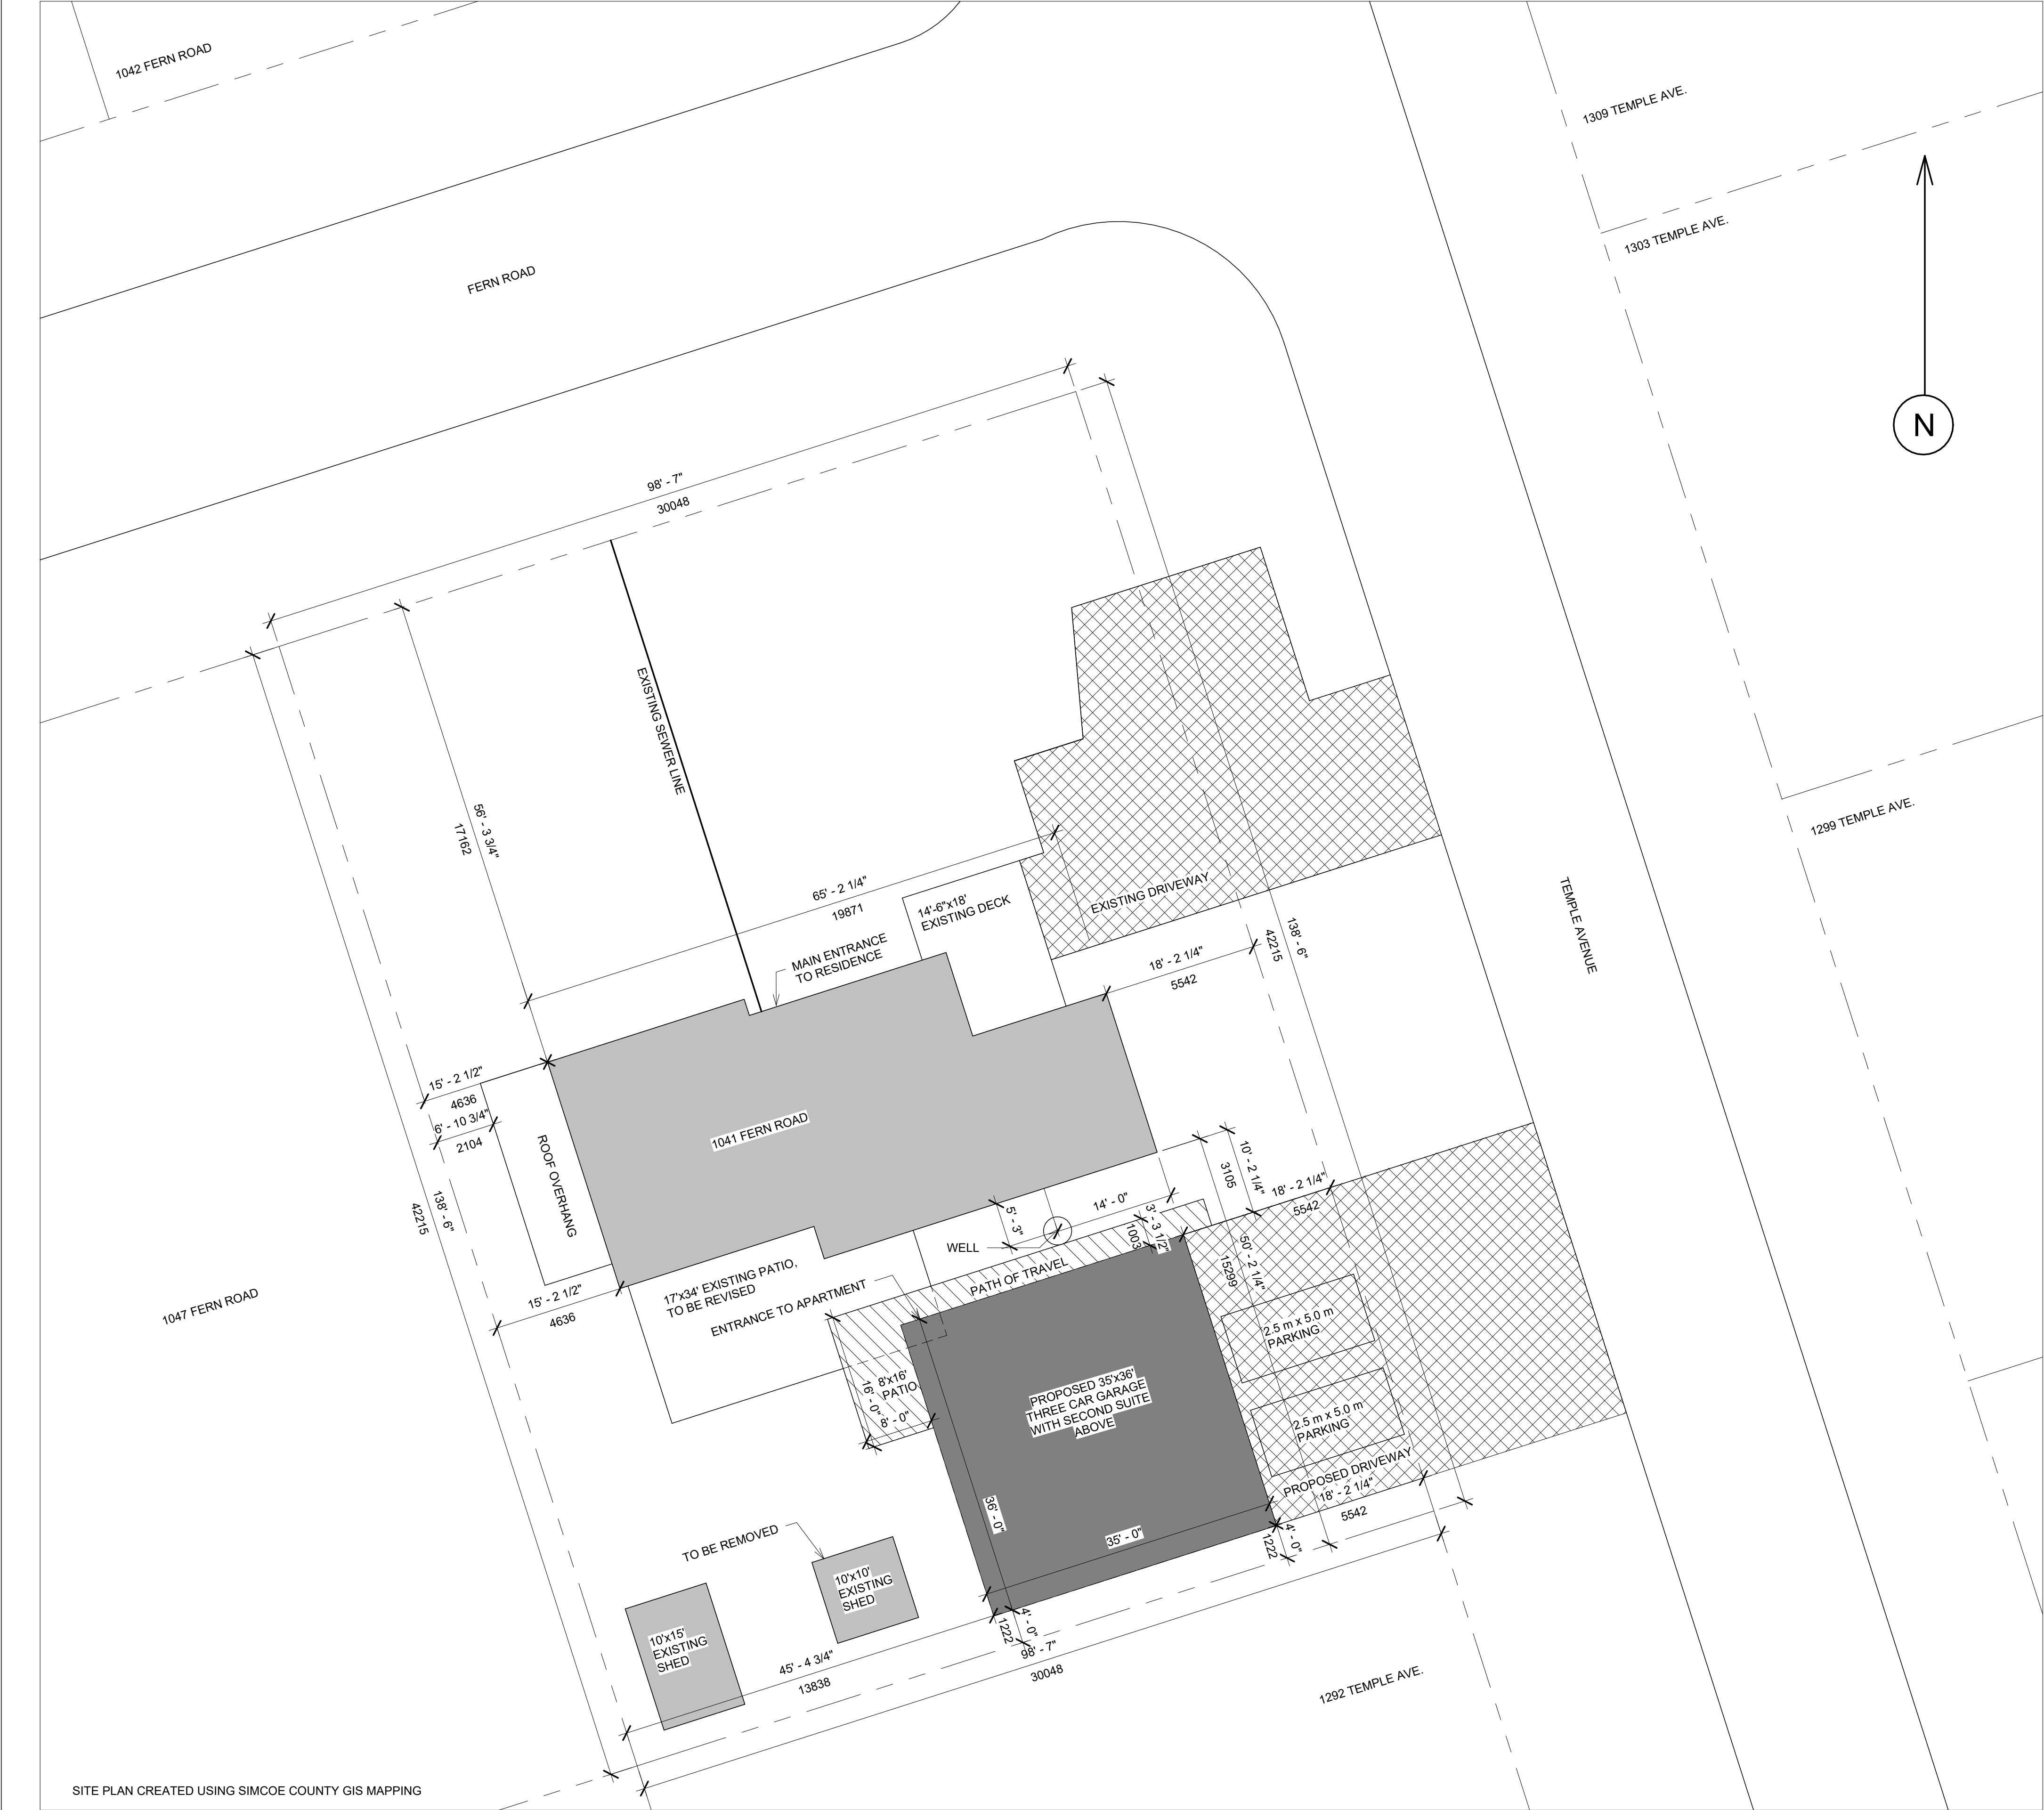 1042 FERN ROAD
1309 TEMPLE AVE.
1303 TEMPLE AVE.
FERN ROAD
N
98' - 7"
30048
EXISTING SEWER LINE
56' - 3 3/4"
17162
1299 TEMPLE AVE.
65' - 2 1/4"
19871
14'-6"x18'
EXISTING DECK
EXISTING DRIVEWAY
TEMPLE AVENUE
MAIN ENTRANCE
TO RESIDENCE
138' - 6"
42215
18' - 2 1/4"
5542
15' - 2 1/2"
4636
6' - 10 3/4"
2104
1041 FERN ROAD
ROOF OVERHANG
138' - 6"
42215
10' - 2 1/4"
3105
18' - 2 1/4"
5542
14' - 0"
5' - 3"
3' - 3 1/2"
1003
WELL
50' - 2 1/4"
15299
PATH OF TRAVEL
17'x34' EXISTING PATIO,
TO BE REVISED
ENTRANCE TO APARTMENT
15' - 2 1/2"
4636
1047 FERN ROAD
2.5 m x 5.0 m
PARKING
8'x16'
PATIO
16' - 0"
8' - 0"
PROPOSED 35'x36'
THREE CAR GARAGE
WITH SECOND SUITE
ABOVE
2.5 m x 5.0 m
PARKING
PROPOSED DRIVEWAY
18' - 2 1/4"
5542
36' - 0"
35' - 0"
4' - 0"
1222
TO BE REMOVED
10'x10'
EXISTING
SHED
10'x15'
EXISTING
SHED
4' - 0"
1222
45' - 4 3/4"
13838
98' - 7"
30048
1292 TEMPLE AVE.
SITE PLAN CREATED USING SIMCOE COUNTY GIS MAPPING